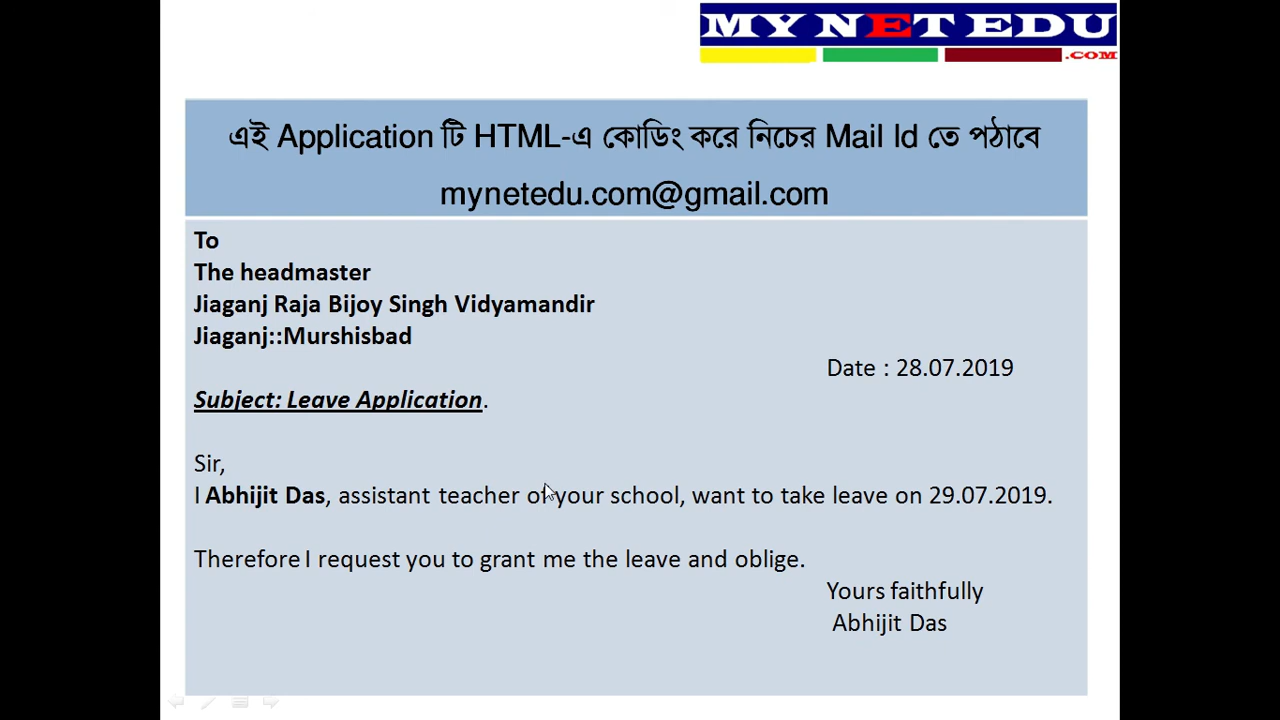 MY NET EDU
.COM
এই Application টি HTML-এ কোডিং করে নিচের Mail Id তে পঠাবে
mynetedu.com@gmail.com
To
The headmaster
Jiaganj Raja Bijoy Singh Vidyamandir
Jiaganj::Murshisbad
Date : 28.07.2019
Subject: Leave Application.
Sir,
I Abhijit Das, assistant teacher of your school, want to take leave on 29.07.2019.
Therefore I request you to grant me the leave and oblige.
Yours faithfully
Abhijit Das